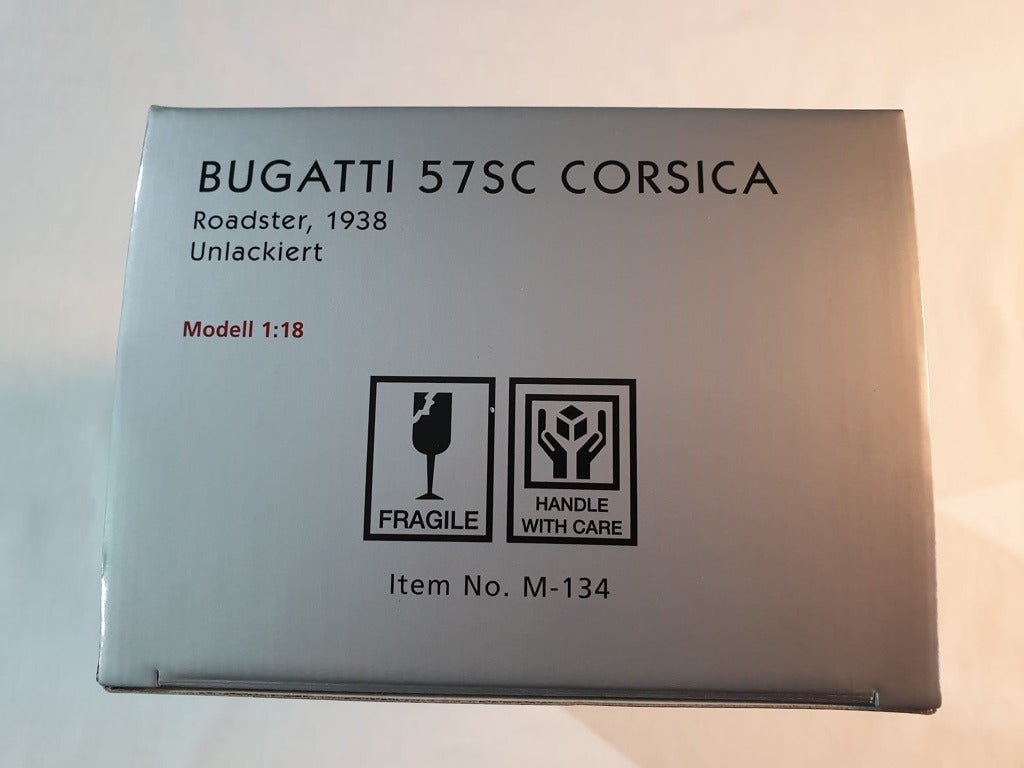 BUGATTI 57SC CORSICA
Roadster, 1938
Unlackiert
Modell 1:18
FRAGILE
HANDLE
WITH CARE
Item No. M-134